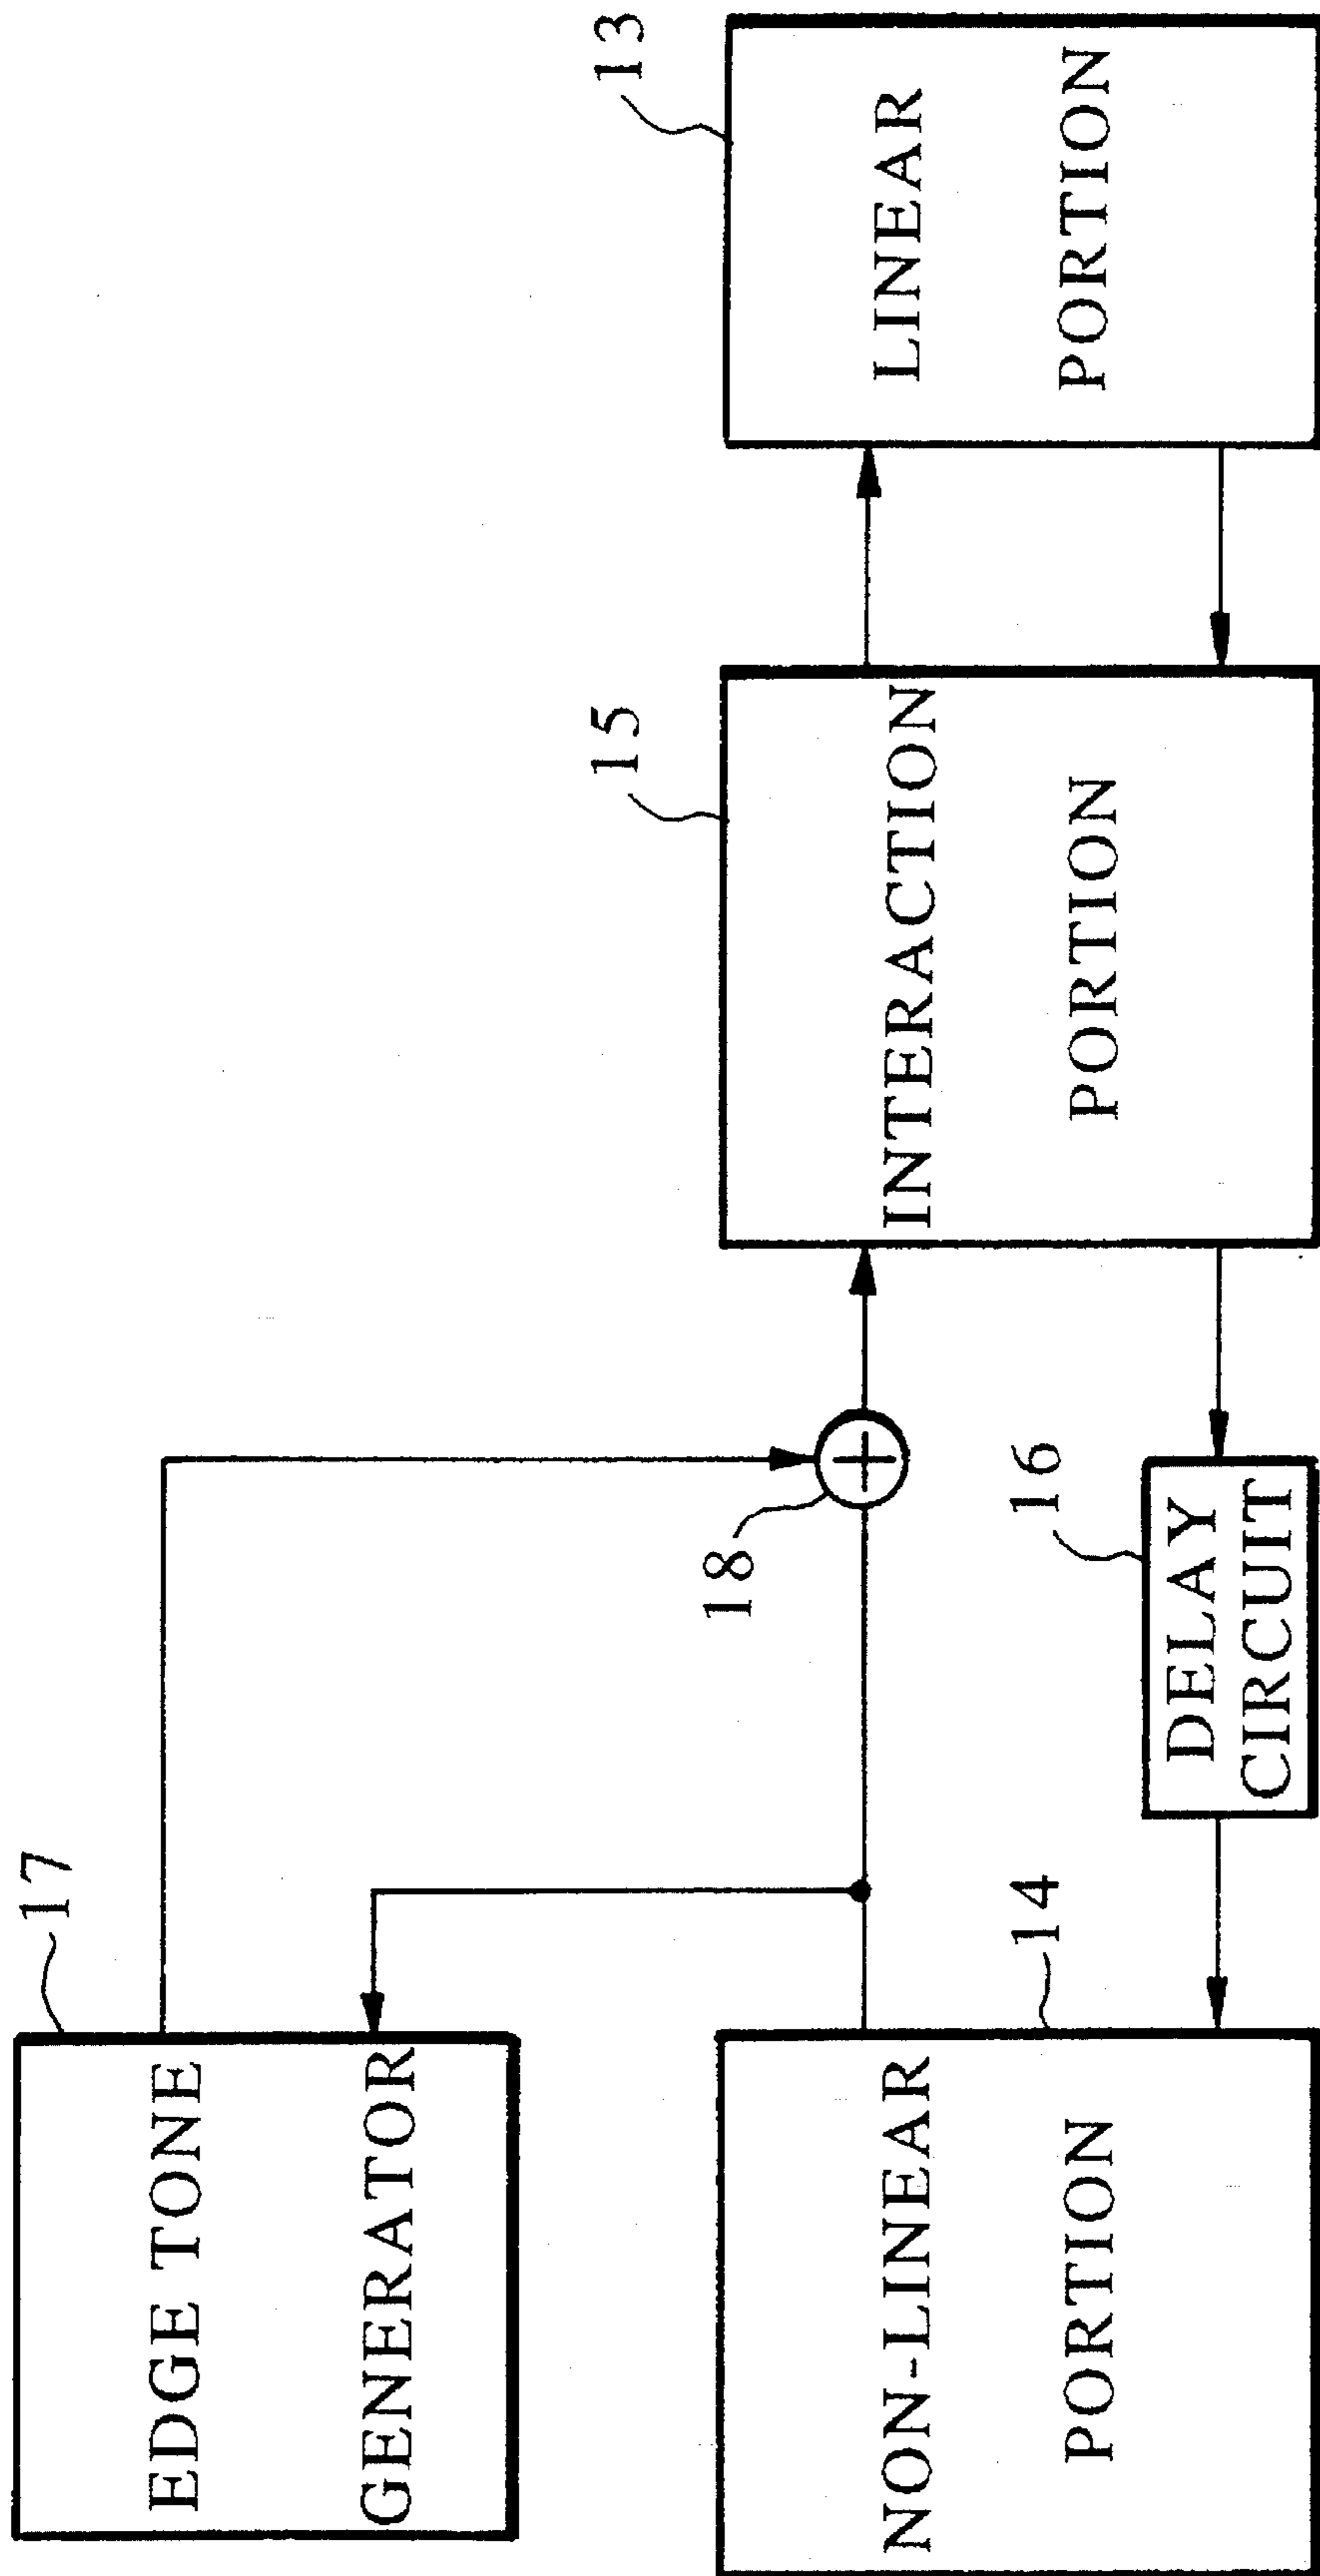 17
EDGE TONE
GENERATOR
18
15
13
NON-LINEAR
PORTION
14
DELAY
CIRCUIT
16
INTERACTION
PORTION
LINEAR
PORTION